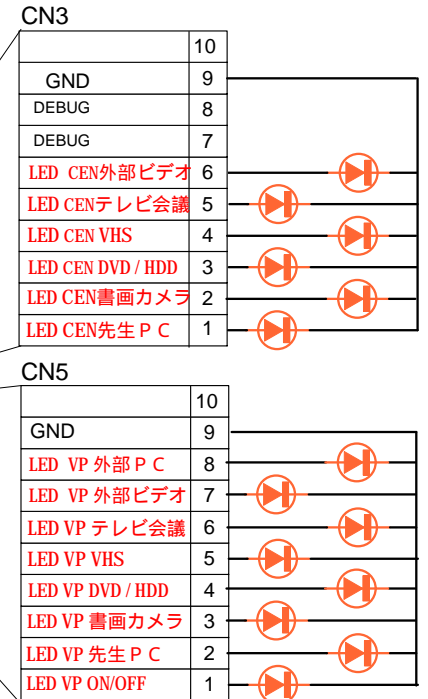 CN3
10
GND 9
DEBUG 8
DEBUG 7
LED CEN外部ビデオ 6
LED CENテレビ会議 5
LED CEN VHS 4
LED CEN DVD / HDD 3
LED CEN書画カメラ 2
LED CEN先生ＰＣ 1
CN5
10
GND 9
LED VP 外部ＰＣ 8
LED VP 外部ビデオ 7
LED VP テレビ会議 6
LED VP VHS 5
LED VP DVD / HDD 4
LED VP 書画カメラ 3
LED VP 先生ＰＣ 2
LED VP ON/OFF 1